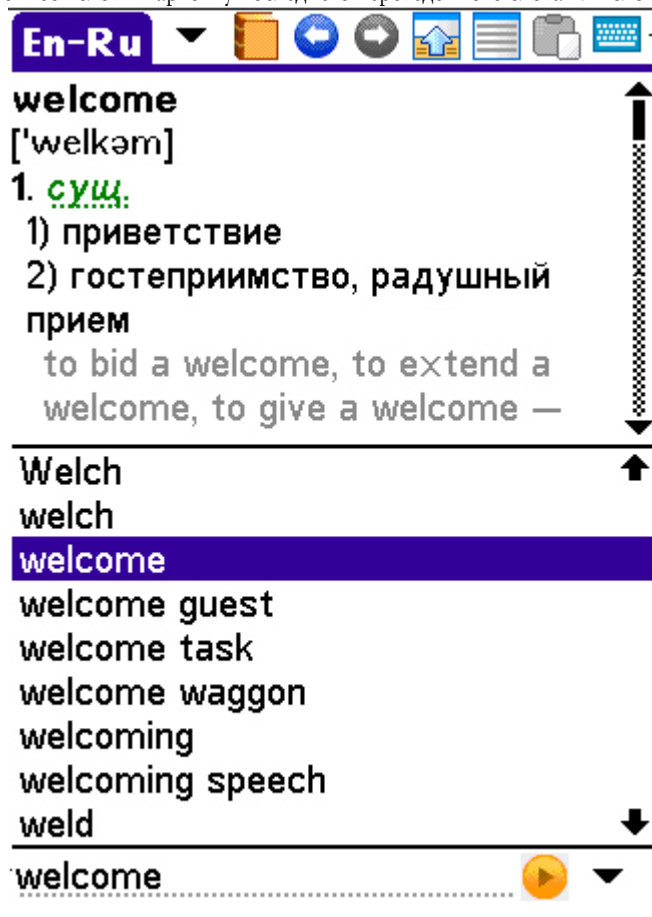 En-Ru
welcome
['welkəm]
1. сущ.
1) приветствие
2) гостеприимство, радушный
прием
to bid a welcome, to extend a
welcome, to give a welcome —
Welch
welch
welcome
welcome guest
welcome task
welcome waggon
welcoming
welcoming speech
weld
welcome